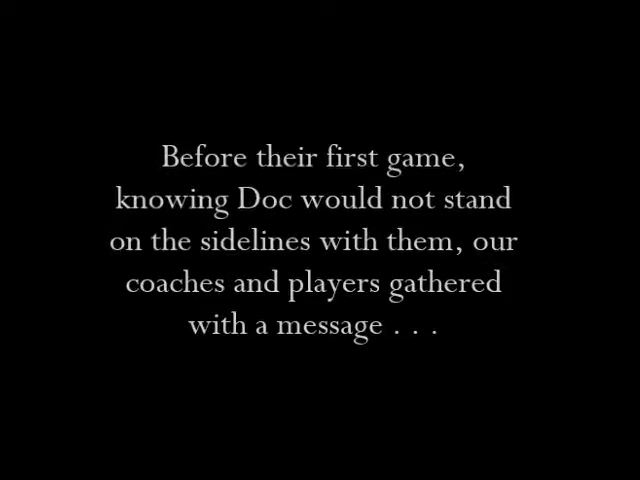 Before their first game,
knowing Doc would not stand
on the sidelines with them, our
coaches and players gathered
with a message . . .